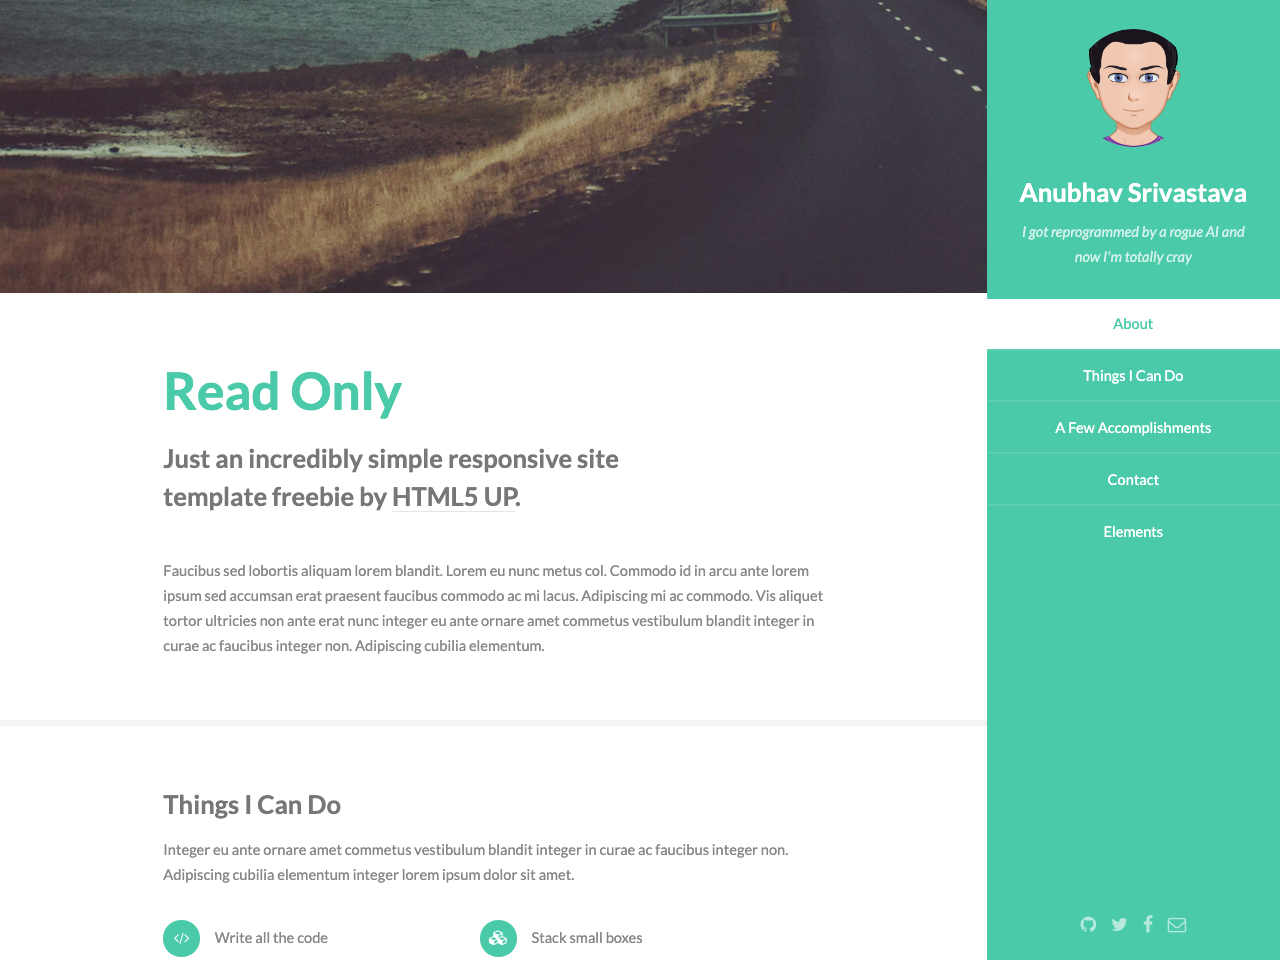 Anubhav Srivastava
I got reprogrammed by a rogue AI and
now I'm totally cray
About
Things I Can Do
A Few Accomplishments
Contact
Elements
Read Only
Just an incredibly simple responsive site
template freebie by HTML5 UP.
Faucibus sed lobortis aliquam lorem blandit. Lorem eu nunc metus col. Commodo id in arcu ante lorem
ipsum sed accumsan erat praesent faucibus commodo ac mi lacus. Adipiscing mi ac commodo. Vis aliquet
tortor ultricies non ante erat nunc integer eu ante ornare amet commetus vestibulum blandit integer in
curae ac faucibus integer non. Adipiscing cubilia elementum.
Things I Can Do
Integer eu ante ornare amet commetus vestibulum blandit integer in curae ac faucibus integer non.
Adipiscing cubilia elementum integer lorem ipsum dolor sit amet.
Write all the code
Stack small boxes